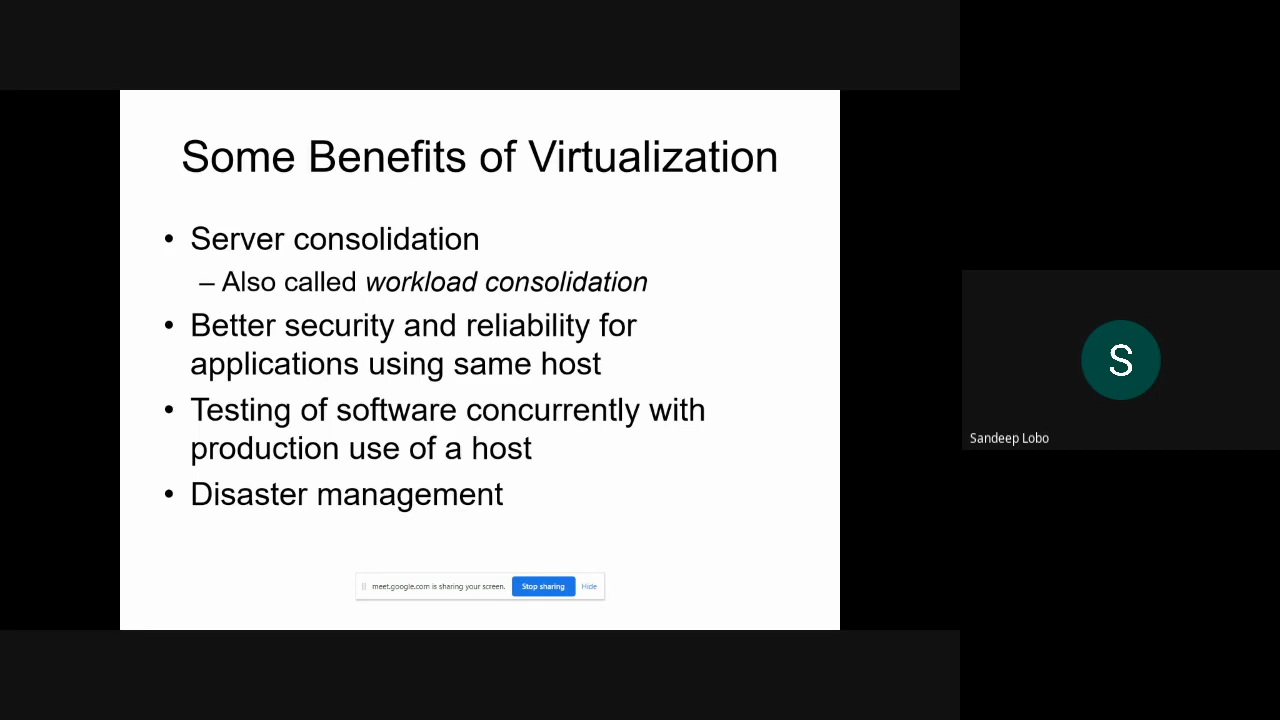 Some Benefits of Virtualization
• Server consolidation
– Also called workload consolidation
• Better security and reliability for
applications using same host
• Testing of software concurrently with
production use of a host
• Disaster management
meet.google.com is sharing your screen. Stop sharing Hide
S
Sandeep Lobo